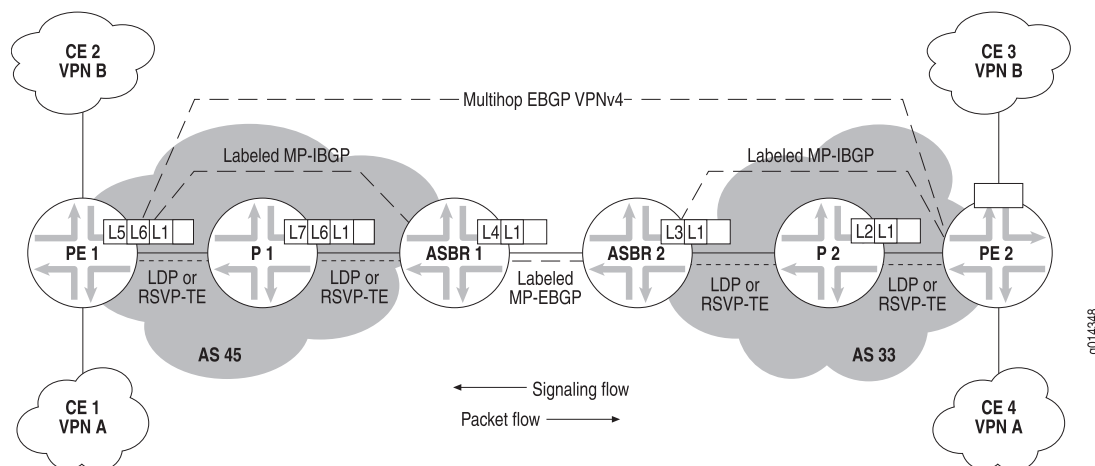 CE 2
VPN B
CE 3
VPN B
Multihop EBGP VPNv4
Labeled MP-IBGP
Labeled MP-IBGP
L5 L6 L1
L7 L6 L1
L4 L1
L3 L1
L2 L1
PE 1
P 1
ASBR 1
ASBR 2
P 2
PE 2
LDP or
RSVP-TE
LDP or
RSVP-TE
Labeled
MP-EBGP
LDP or
RSVP-TE
LDP or
RSVP-TE
AS 45
AS 33
Signaling flow
Packet flow
CE 1
VPN A
CE 4
VPN A
g014348